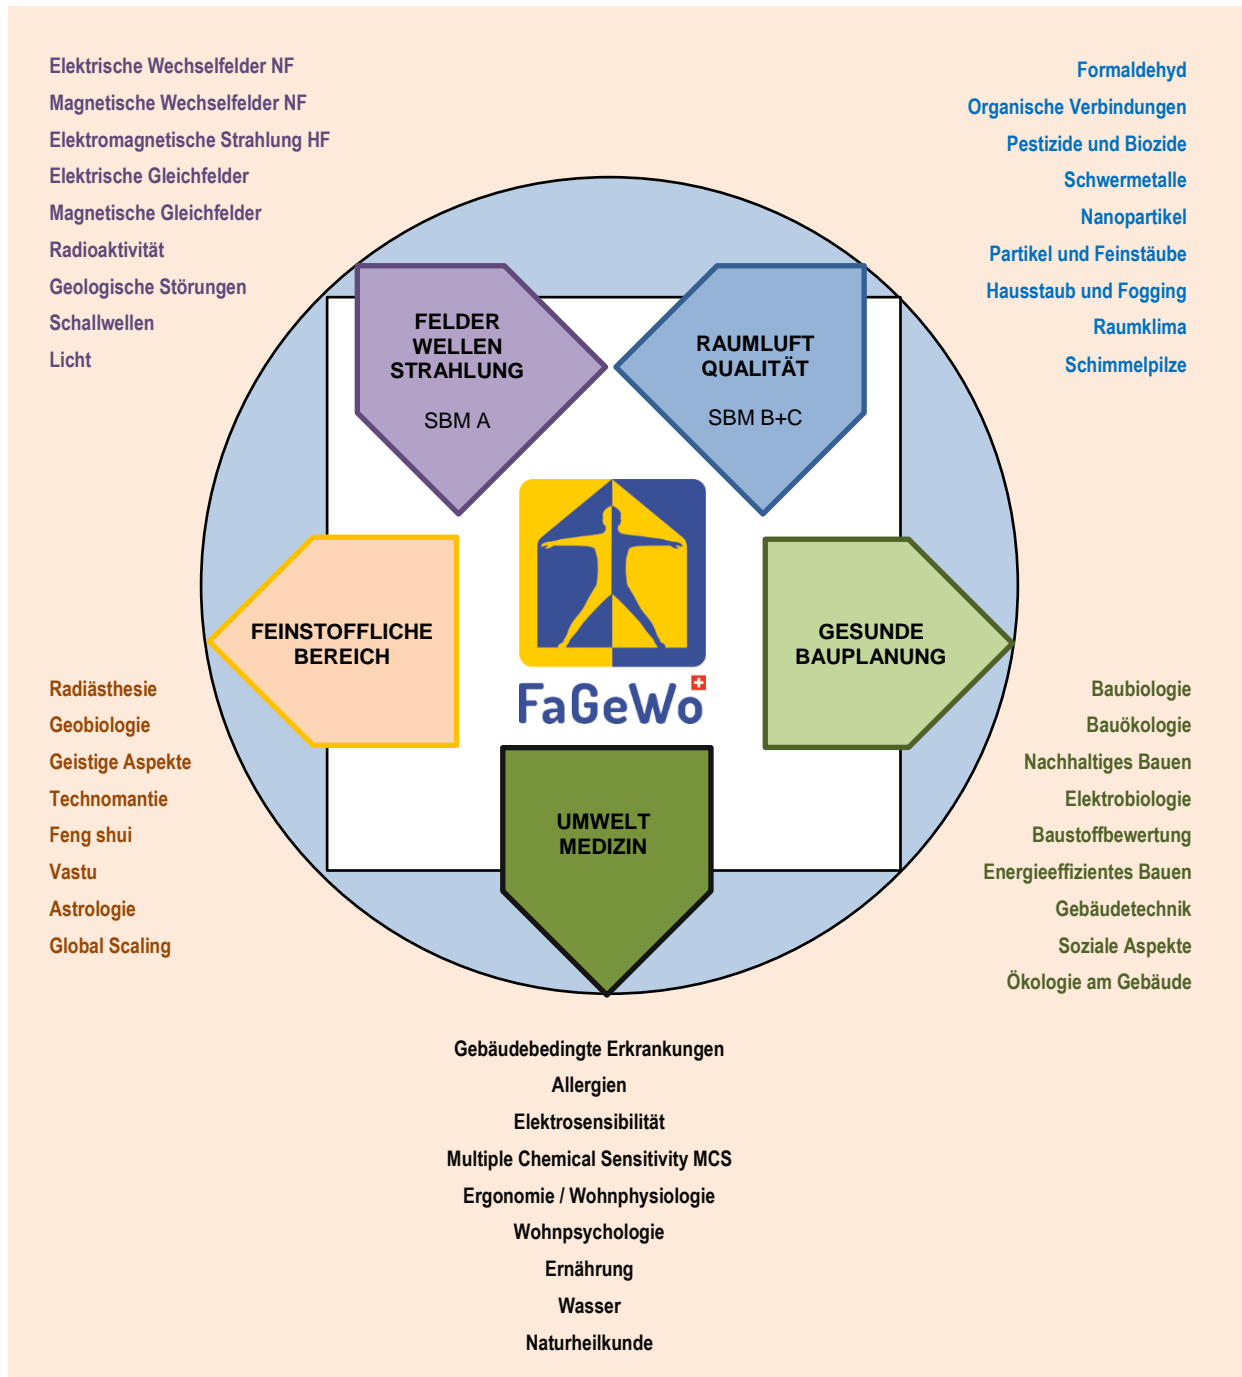 Elektrische Wechselfelder NF
Magnetische Wechselfelder NF
Elektromagnetische Strahlung HF
Elektrische Gleichfelder
Magnetische Gleichfelder
Radioaktivität
Geologische Störungen
Schallwellen
Licht
Formaldehyd
Organische Verbindungen
Pestizide und Biozide
Schwermetalle
Nanopartikel
Partikel und Feinstäube
Hausstaub und Fogging
Raumklima
Schimmelpilze
FELDER
WELLEN
STRAHLUNG
SBM A
RAUMLUFT
QUALITÄT
SBM B+C
FEINSTOFFLICHE
BEREICH
FaGeWo
GESUNDE
BAUPLANUNG
UMWELT
MEDIZIN
Radiästhesie
Geobiologie
Geistige Aspekte
Technomantie
Feng shui
Vastu
Astrologie
Global Scaling
Baubiologie
Bauökologie
Nachhaltiges Bauen
Elektrobiologie
Baustoffbewertung
Energieeffizientes Bauen
Gebäudetechnik
Soziale Aspekte
Ökologie am Gebäude
Gebäudebedingte Erkrankungen
Allergien
Elektrosensibilität
Multiple Chemical Sensitivity MCS
Ergonomie / Wohnphysiologie
Wohnpsychologie
Ernährung
Wasser
Naturheilkunde